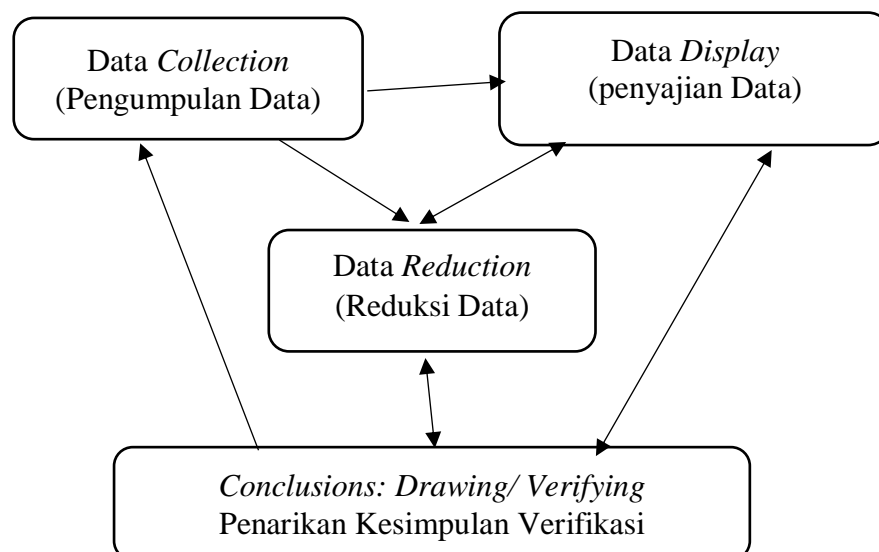 Data Collection
(Pengumpulan Data)
Data Display
(penyajian Data)
Data Reduction
(Reduksi Data)
Conclusions: Drawing/ Verifying
Penarikan Kesimpulan Verifikasi